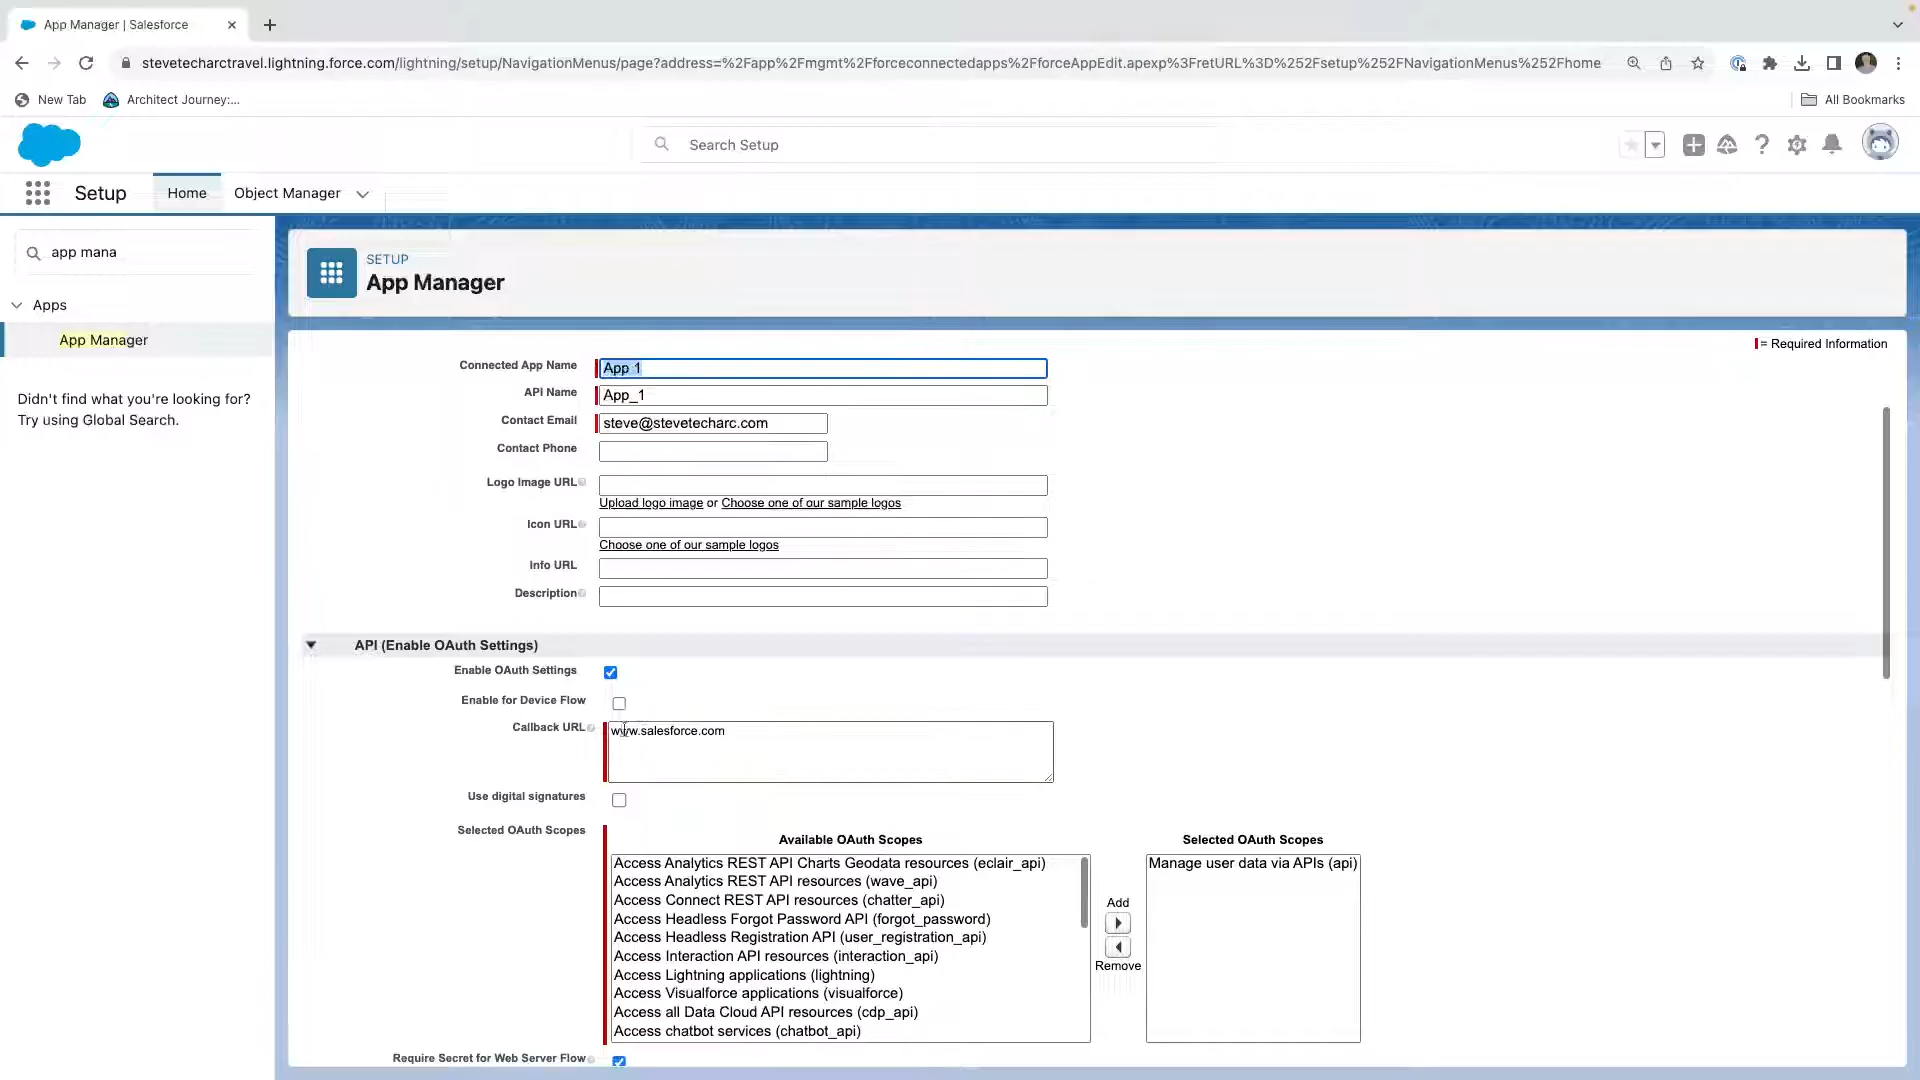 App Manager | Salesforce
stevetecharctravel.lightning.force.com/lightning/setup/NavigationMenus/page?address=%2Fapp%2Fmgmt%2Fforceconnectedapps%2FforceAppEdit.apexp%3FretURL%3D%252Fsetup%252FNavigationMenus%252Fhome
New Tab
Architect Journey:...
All Bookmarks
Search Setup
Setup
Home
Object Manager
app mana
Apps
App Manager
Didn't find what you're looking for?
Try using Global Search.
SETUP
App Manager
= Required Information
Connected App Name
App 1
API Name
App_1
Contact Email
steve@stevetecharc.com
Contact Phone
Logo Image URL
Upload logo image or Choose one of our sample logos
Icon URL
Choose one of our sample logos
Info URL
Description
API (Enable OAuth Settings)
Enable OAuth Settings
Enable for Device Flow
Callback URL
www.salesforce.com
Use digital signatures
Selected OAuth Scopes
Available OAuth Scopes
Access Analytics REST API Charts Geodata resources (eclair_api)
Access Analytics REST API resources (wave_api)
Access Connect REST API resources (chatter_api)
Access Headless Forgot Password API (forgot_password)
Access Headless Registration API (user_registration_api)
Access Interaction API resources (interaction_api)
Access Lightning applications (lightning)
Access Visualforce applications (visualforce)
Access all Data Cloud API resources (cdp_api)
Access chatbot services (chatbot_api)
Add
Remove
Selected OAuth Scopes
Manage user data via APIs (api)
Require Secret for Web Server Flow